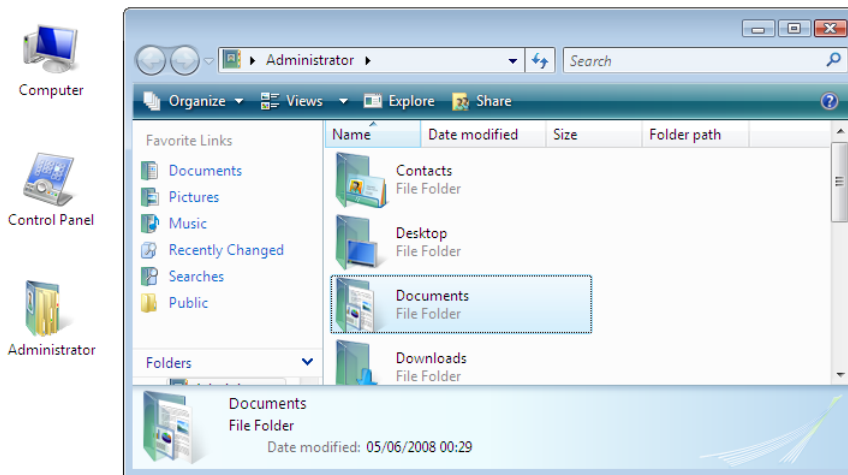 Computer
Control Panel
Administrator
Administrator
Search
Organize Views Explore Share
Favorite Links
Documents
Pictures
Music
Recently Changed
Searches
Public
Folders
Name Date modified Size Folder path
Contacts
File Folder
Desktop
File Folder
Documents
File Folder
Downloads
File Folder
Documents
File Folder
Date modified: 05/06/2008 00:29